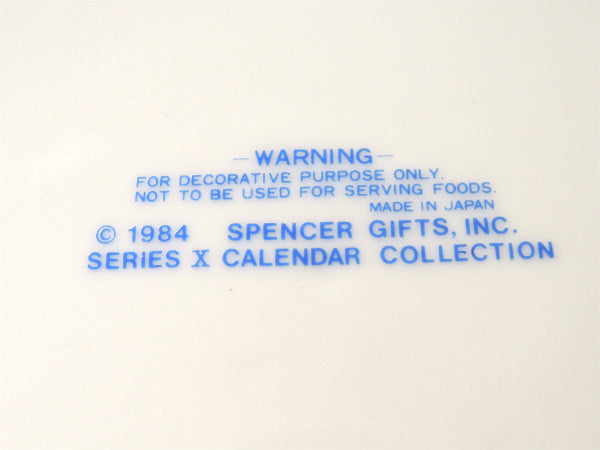 —WARNING—
FOR DECORATIVE PURPOSE ONLY.
NOT TO BE USED FOR SERVING FOODS.
MADE IN JAPAN
© 1984 SPENCER GIFTS, INC.
SERiES X CALENDAR COLLECTION